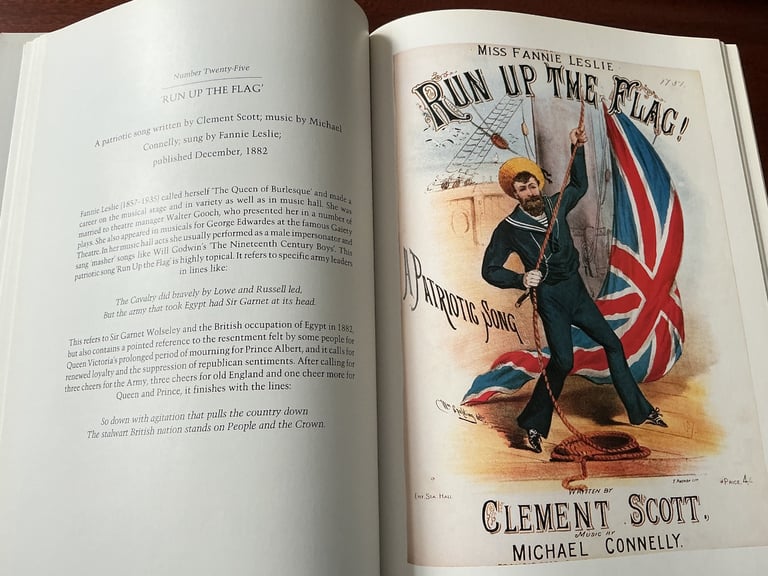 Number Twenty-Five
'RUN UP THE FLAG'
A patriotic song written by Clement Scott; music by Michael
Connelly; sung by Fannie Leslie;
published December, 1882
Fannie Leslie (1857-1935) called herself 'The Queen of Burlesque' and made a
career on the musical stage and in variety as well as in music hall. She was
married to theatre manager Walter Gooch, who presented her in a number of
plays. She also appeared in musicals for George Edwardes at the famous Gaiety
Theatre. In her music hall acts she usually performed as a male impersonator and
sang 'masher' songs like Will Godwin's 'The Nineteenth Century Boys'. This
patriotic song 'Run Up the Flag' is highly topical. It refers to specific army leaders
in lines like:
The Cavalry did bravely by Lowe and Russell led,
But the army that took Egypt had Sir Garnet at its head.
This refers to Sir Garnet Wolseley and the British occupation of Egypt in 1882,
but also contains a pointed reference to the resentment felt by some people for
Queen Victoria's prolonged period of mourning for Prince Albert, and it calls for
renewed loyalty and the suppression of republican sentiments. After calling for
three cheers for the Army, three cheers for old England and one cheer more for
Queen and Prince, it finishes with the lines:
So down with agitation that pulls the country down
The stalwart British nation stands on People and the Crown.
MISS FANNIE LESLIE
RUN UP THE FLAG!
A PATRIOTIC SONG
ENT. STA. HALL
PRICE 4/
WRITTEN BY
CLEMENT SCOTT,
MUSIC BY
MICHAEL CONNELLY.